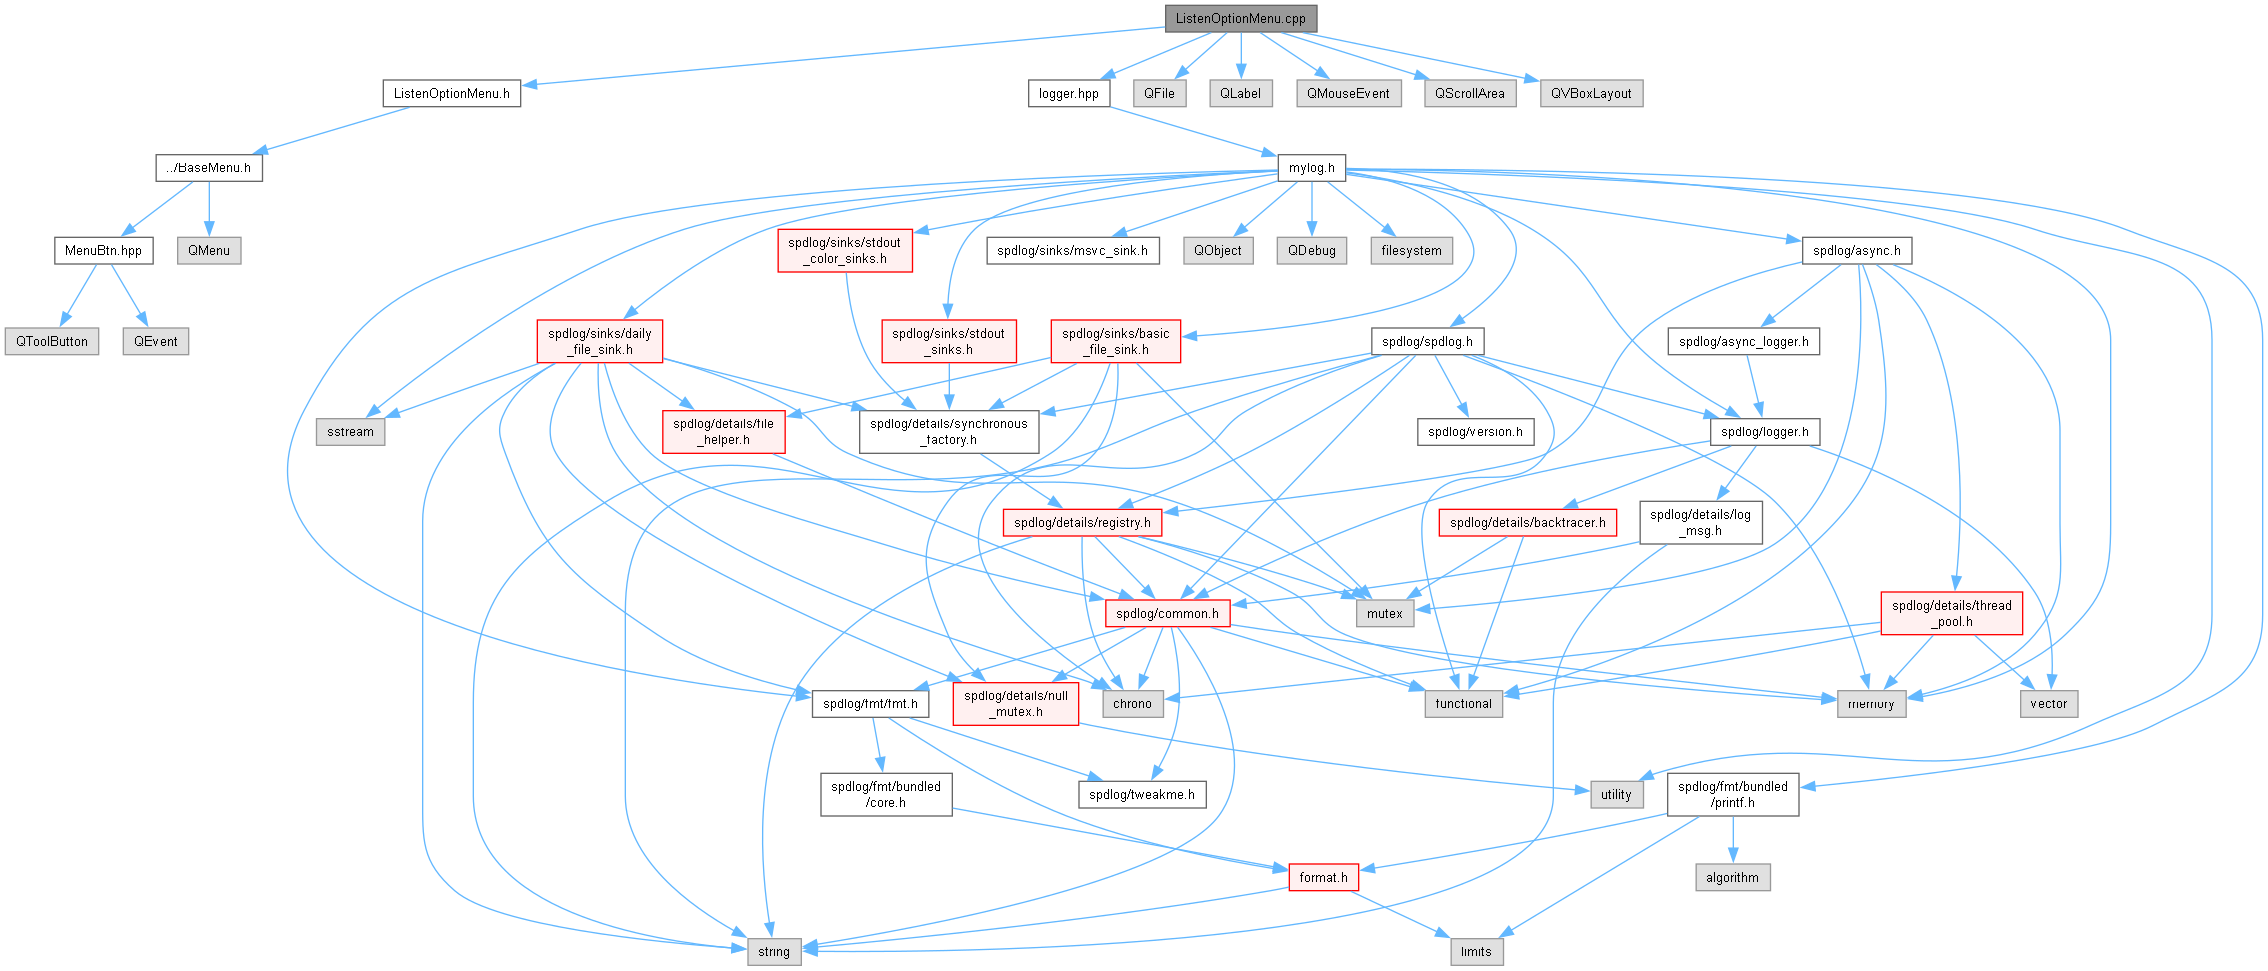 ListenOptionMenu.cpp
ListenOptionMenu.h
logger.hpp
QFile
QLabel
QMouseEvent
QScrollArea
QVBoxLayout
../BaseMenu.h
mylog.h
MenuBtn.hpp
QMenu
spdlog/sinks/stdout
_color_sinks.h
spdlog/sinks/msvc_sink.h
QObject
QDebug
filesystem
spdlog/async.h
QToolButton
QEvent
spdlog/sinks/daily
_file_sink.h
spdlog/sinks/stdout
_sinks.h
spdlog/sinks/basic
_file_sink.h
spdlog/spdlog.h
spdlog/async_logger.h
sstream
spdlog/details/file
_helper.h
spdlog/details/synchronous
_factory.h
spdlog/version.h
spdlog/logger.h
spdlog/details/registry.h
spdlog/details/backtracer.h
spdlog/details/log
_msg.h
spdlog/common.h
mutex
spdlog/details/thread
_pool.h
spdlog/fmt/fmt.h
spdlog/details/null
_mutex.h
chrono
functional
memory
vector
spdlog/fmt/bundled
/core.h
spdlog/tweakme.h
utility
spdlog/fmt/bundled
/printf.h
format.h
algorithm
string
limits